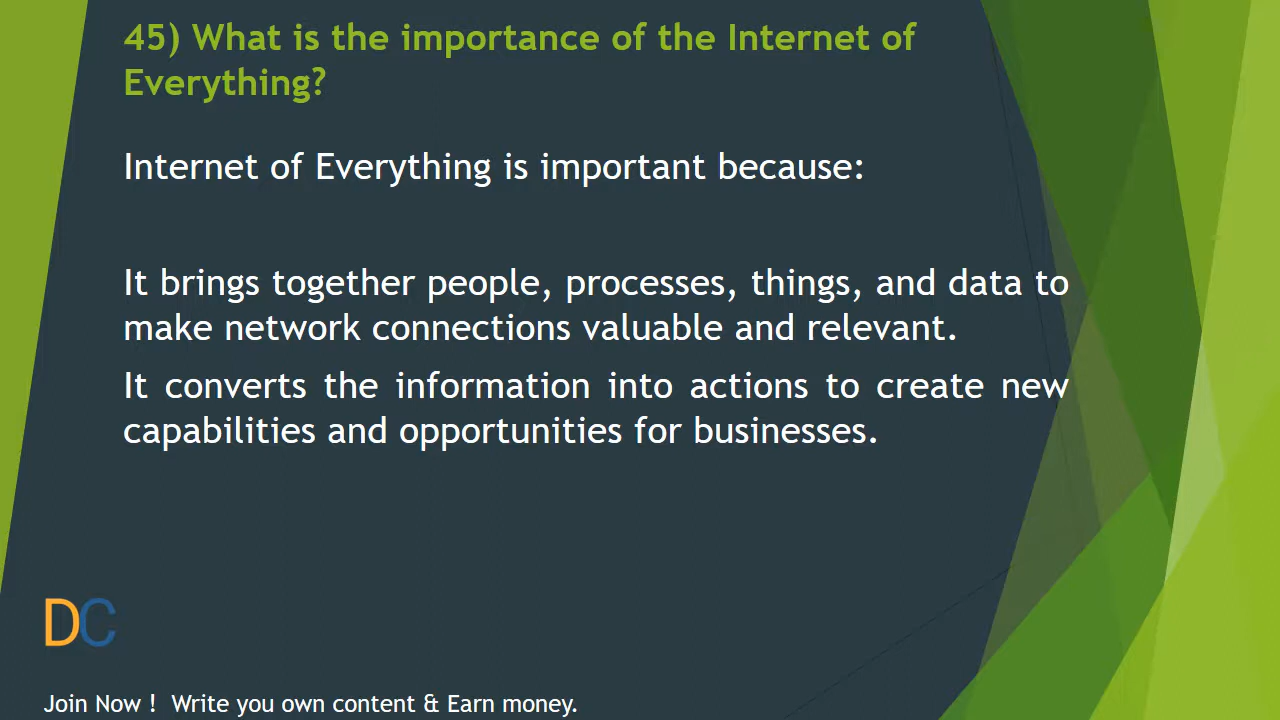 45) What is the importance of the Internet of
Everything?
Internet of Everything is important because:
It brings together people, processes, things, and data to
make network connections valuable and relevant.
It converts the information into actions to create new
capabilities and opportunities for businesses.
DC
Join Now ! Write you own content & Earn money.